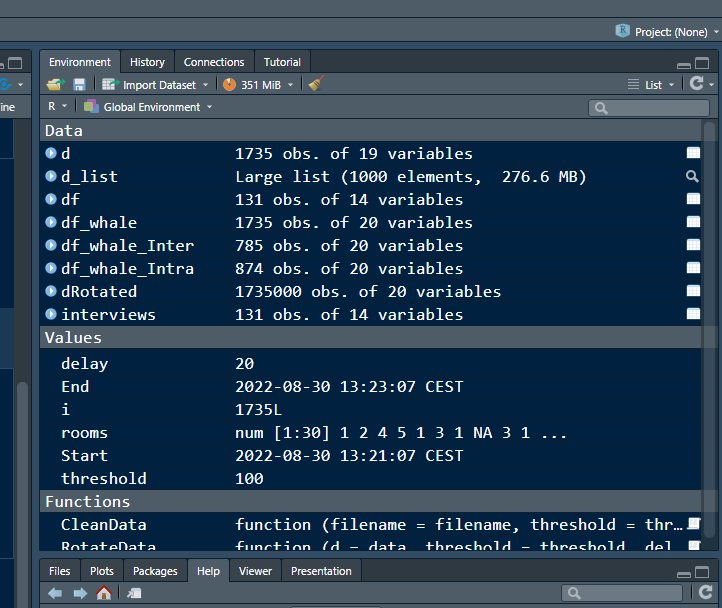 Project: (None)
Environment History Connections Tutorial
Import Dataset 351 MiB List
ine R Global Environment
Data
d 1735 obs. of 19 variables
d_list Large list (1000 elements, 276.6 MB)
df 131 obs. of 14 variables
df_whale 1735 obs. of 20 variables
df_whale_Inter 785 obs. of 20 variables
df_whale_Intra 874 obs. of 20 variables
dRotated 1735000 obs. of 20 variables
interviews 131 obs. of 14 variables
Values
delay 20
End 2022-08-30 13:23:07 CEST
i 1735L
rooms num [1:30] 1 2 4 5 1 3 1 NA 3 1 ...
Start 2022-08-30 13:21:07 CEST
threshold 100
Functions
CleanData function (filename = filename, threshold = thr…
RotateData function (d = data, threshold = threshold, del
Files Plots Packages Help Viewer Presentation